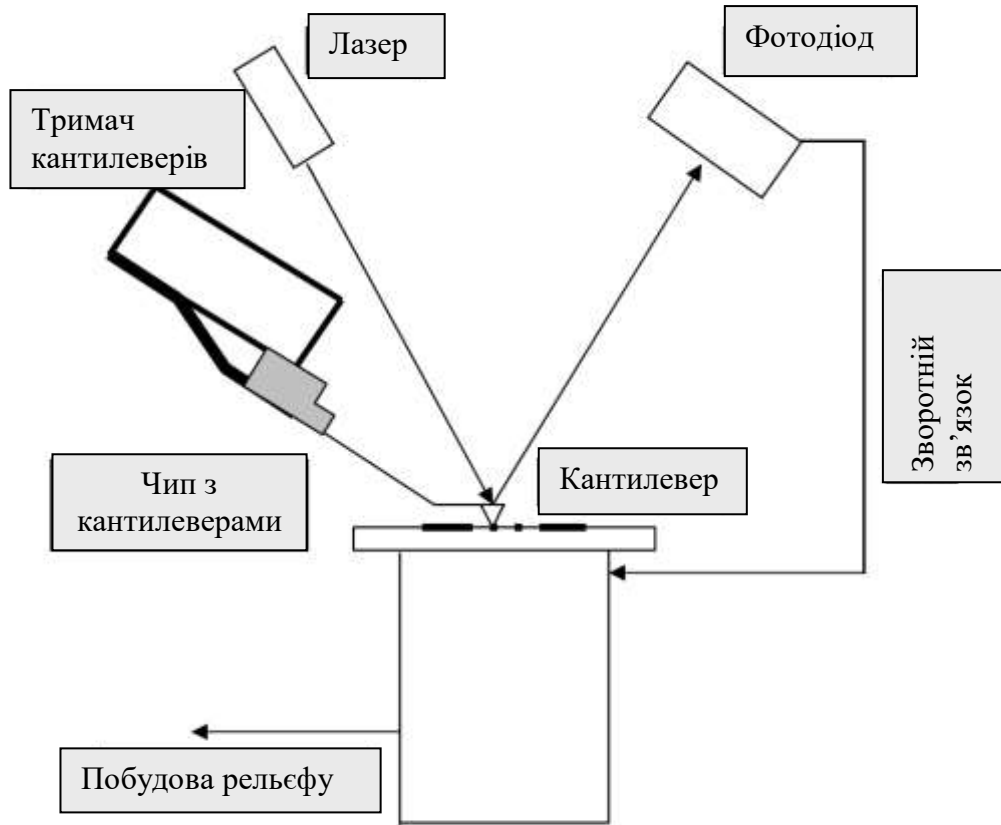 Лазер
Фотодіод
Тримач
кантилеверів
Зворотній
зв’язок
Кантилевер
Чип з
кантилеверами
Побудова рельєфу